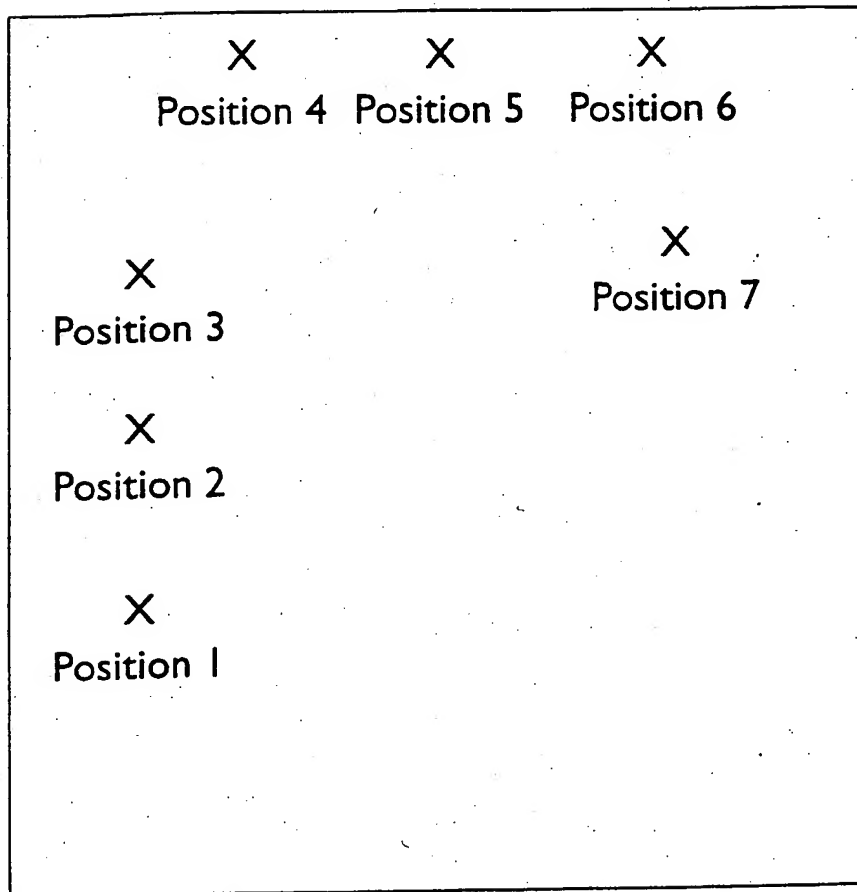 X X X
Position 4 Position 5 Position 6
X
Position 7
X
Position 3
X
Position 2
X
Position 1